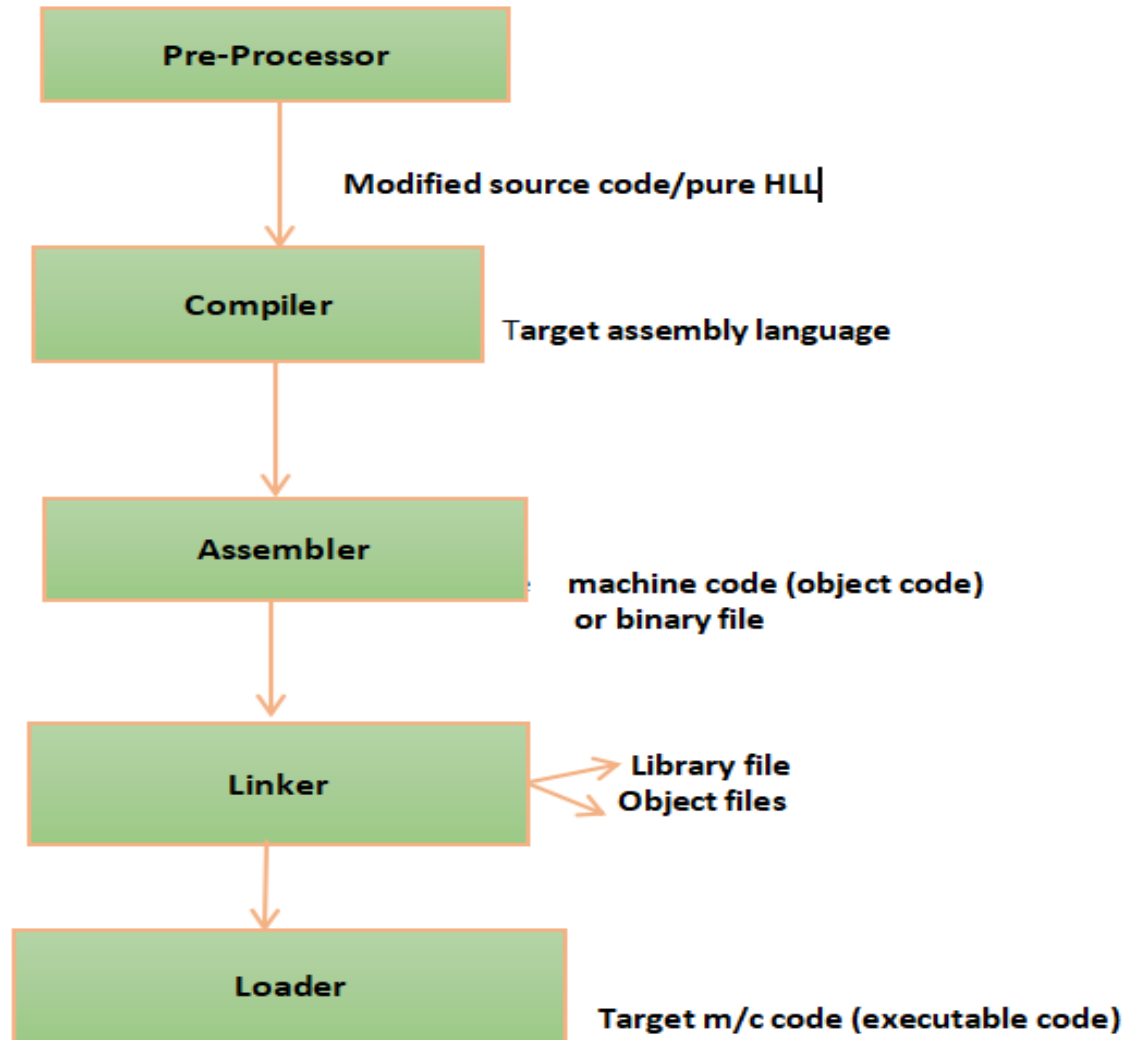 Pre-Processor
Modified source code/pure HLL
Compiler
Target assembly language
Assembler
machine code (object code)
or binary file
Linker
Library file
Object files
Loader
Target m/c code (executable code)